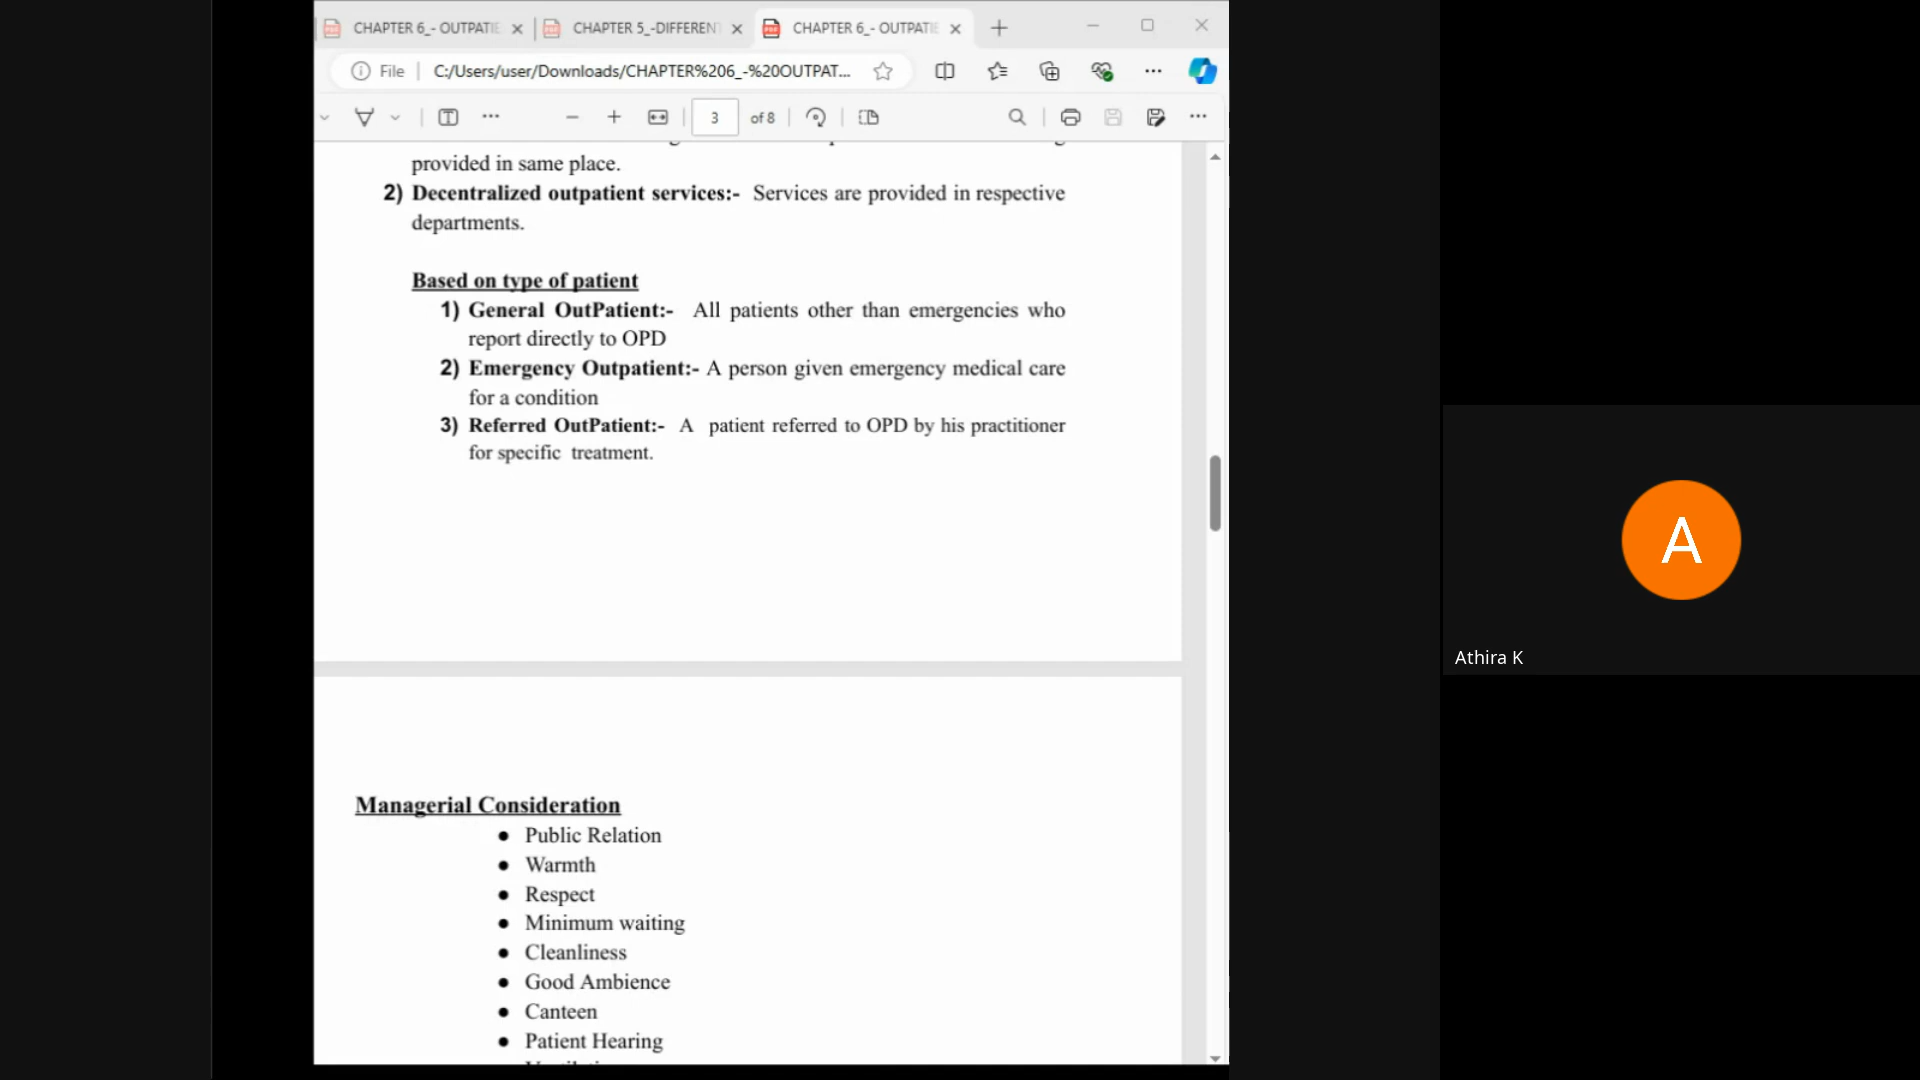 CHAPTER 6_- OUTPATIE
CHAPTER 5_-DIFFEREN
CHAPTER 6_- OUTPATIE
File
C:/Users/user/Downloads/CHAPTER%206_-%20OUTPAT...
3 of 8
provided in same place.
2) Decentralized outpatient services:- Services are provided in respective
departments.
Based on type of patient
1) General OutPatient:- All patients other than emergencies who
report directly to OPD
2) Emergency Outpatient:- A person given emergency medical care
for a condition
3) Referred OutPatient:- A patient referred to OPD by his practitioner
for specific treatment.
Managerial Consideration
● Public Relation
● Warmth
● Respect
● Minimum waiting
● Cleanliness
● Good Ambience
● Canteen
● Patient Hearing
A
Athira K